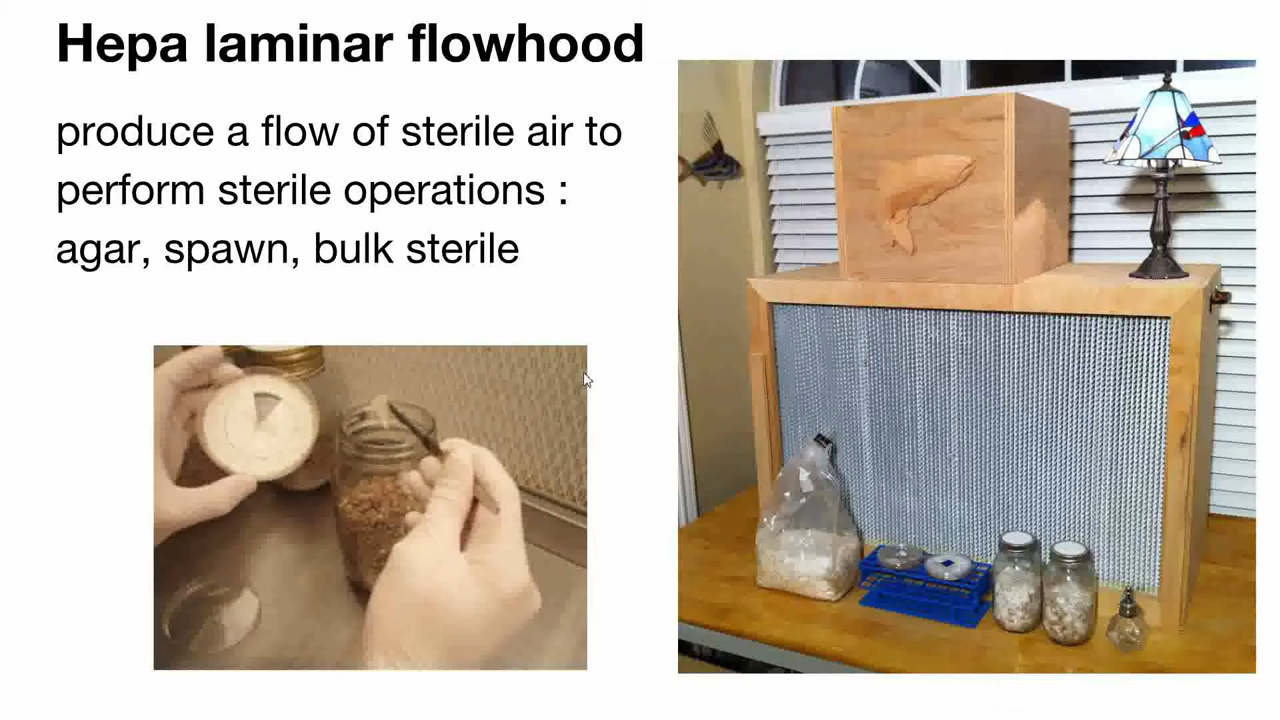 Hepa laminar flowhood
produce a flow of sterile air to
perform sterile operations :
agar, spawn, bulk sterile